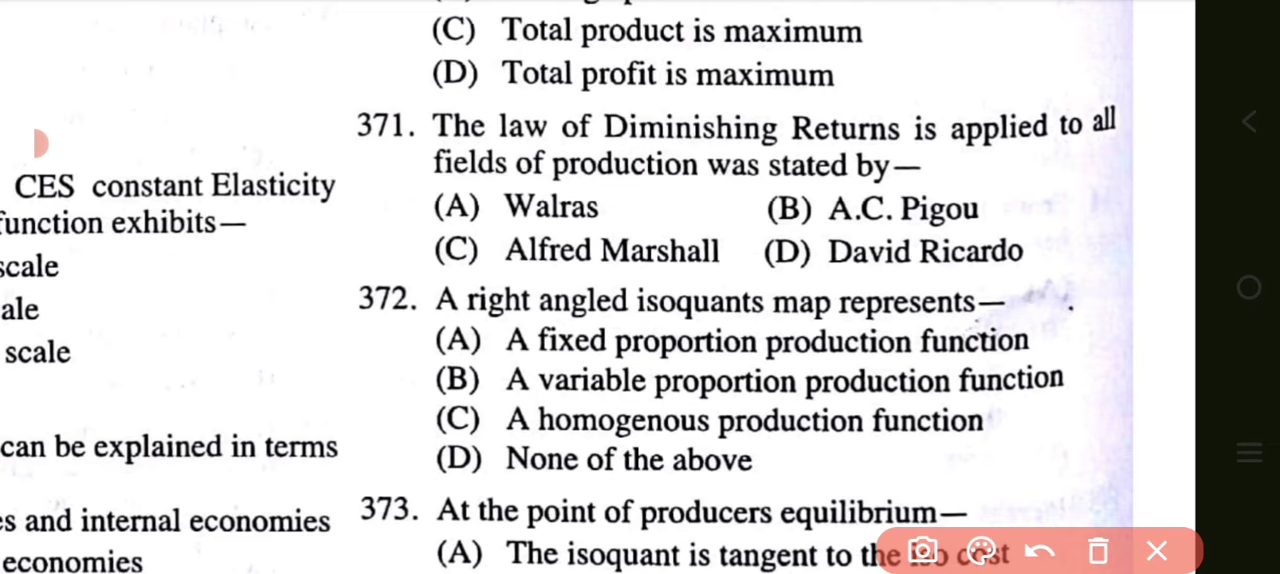 CES constant Elasticity
function exhibits—
scale
ale
scale
can be explained in terms
es and internal economies
economies
(C) Total product is maximum
(D) Total profit is maximum
371. The law of Diminishing Returns is applied to all
fields of production was stated by—
(A) Walras (B) A.C. Pigou
(C) Alfred Marshall (D) David Ricardo
372. A right angled isoquants map represents—
(A) A fixed proportion production function
(B) A variable proportion production function
(C) A homogenous production function
(D) None of the above
373. At the point of producers equilibrium—
(A) The isoquant is tangent to the iso cost